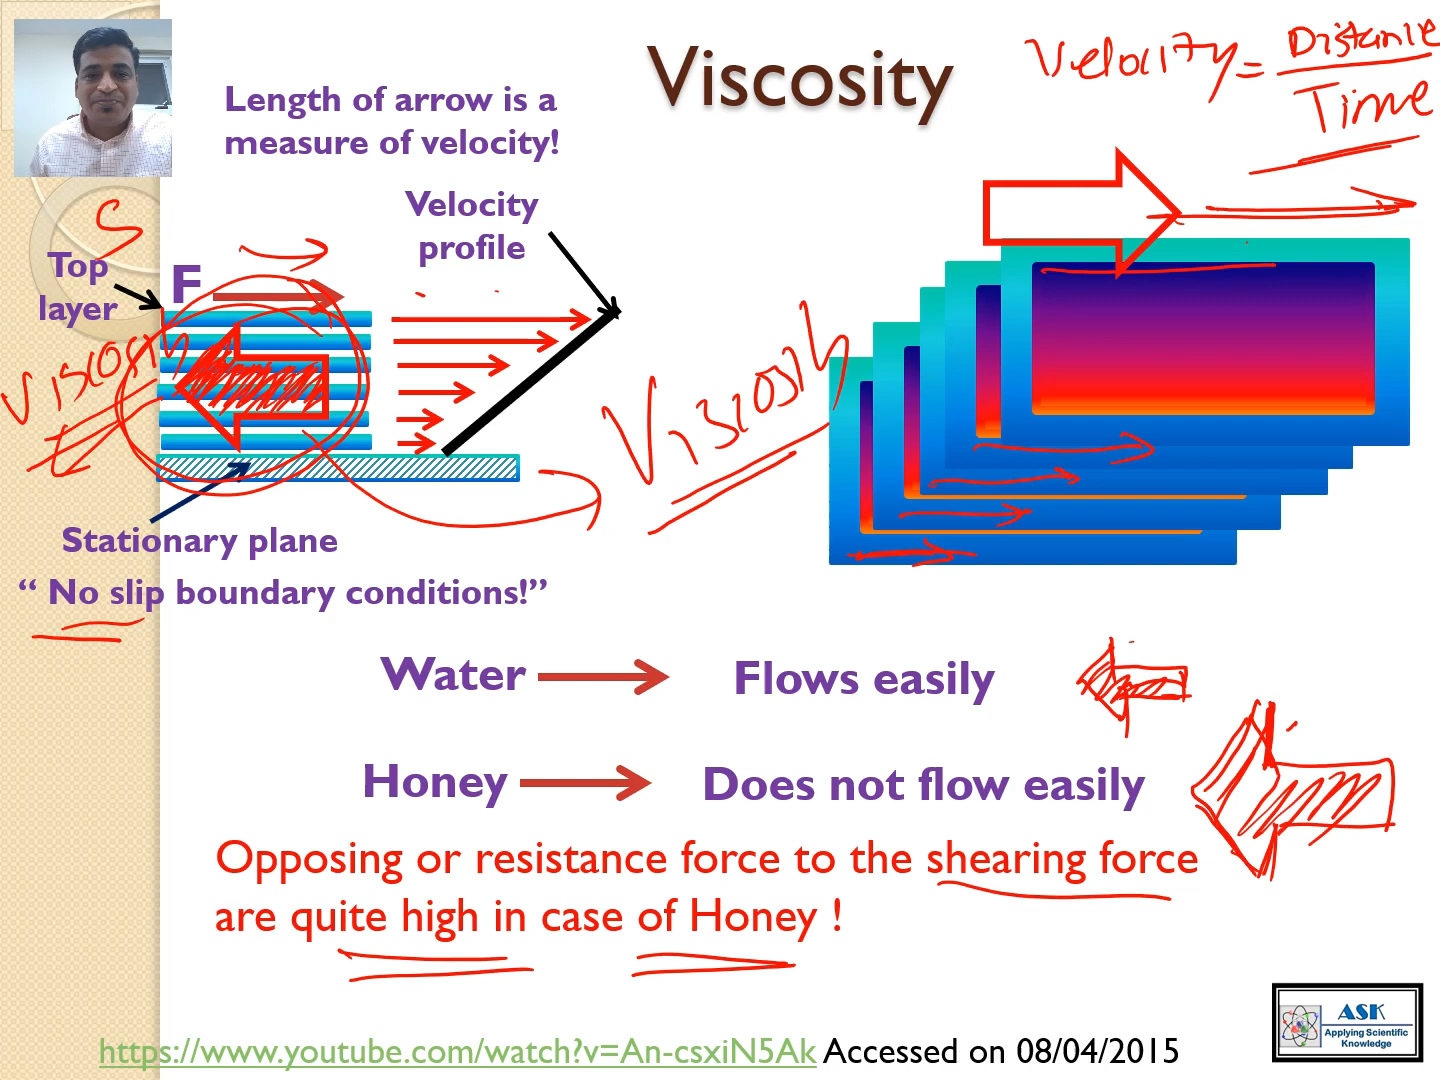 Viscosity
Velocity = Distance
Time
Length of arrow is a
measure of velocity!
Velocity
profile
S
Top
layer
F
Viscosity
Viscosity
Stationary plane
“ No slip boundary conditions!”
Water
Flows easily
Honey
Does not flow easily
Opposing or resistance force to the shearing force
are quite high in case of Honey !
https://www.youtube.com/watch?v=An-csxiN5Ak Accessed on 08/04/2015
ASK
Applying Scientific
Knowledge